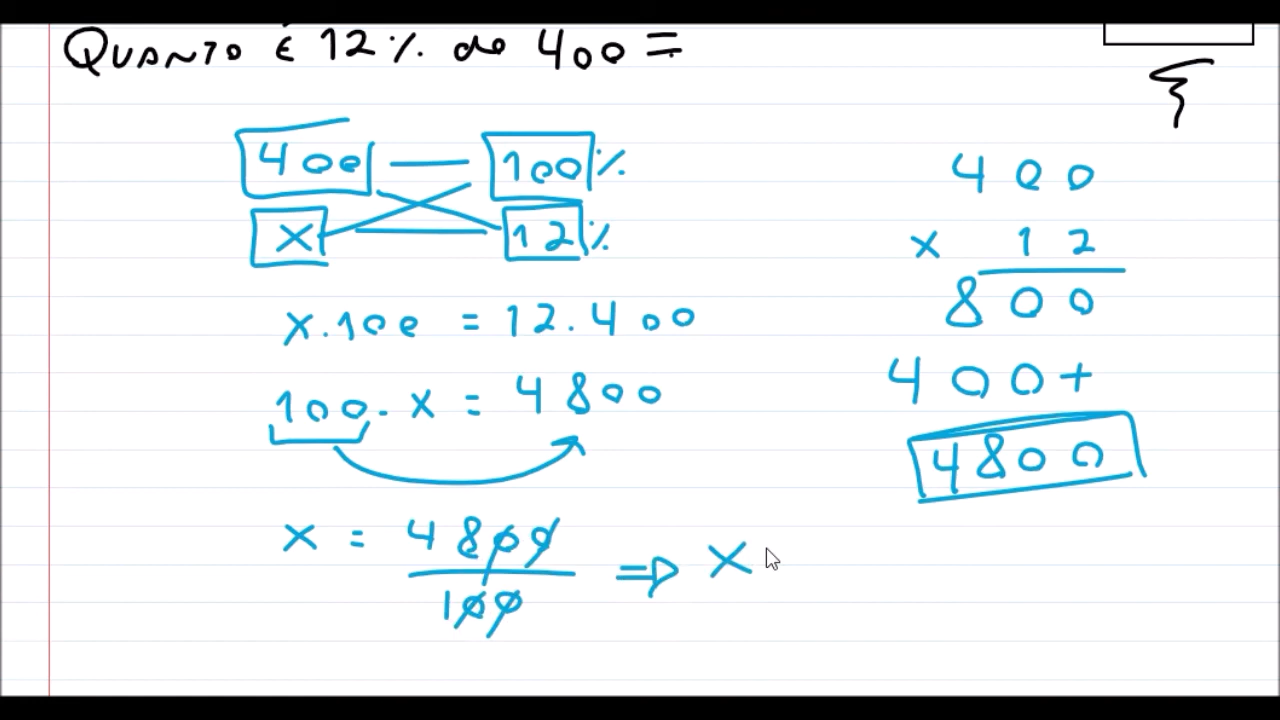 QUANTO É 12% de 400 =
400 — 100%
x — 12%
x.100 = 12.400
100. x = 4800
x = 4800
100
⇒ x
400
x 12
800
400+
4800